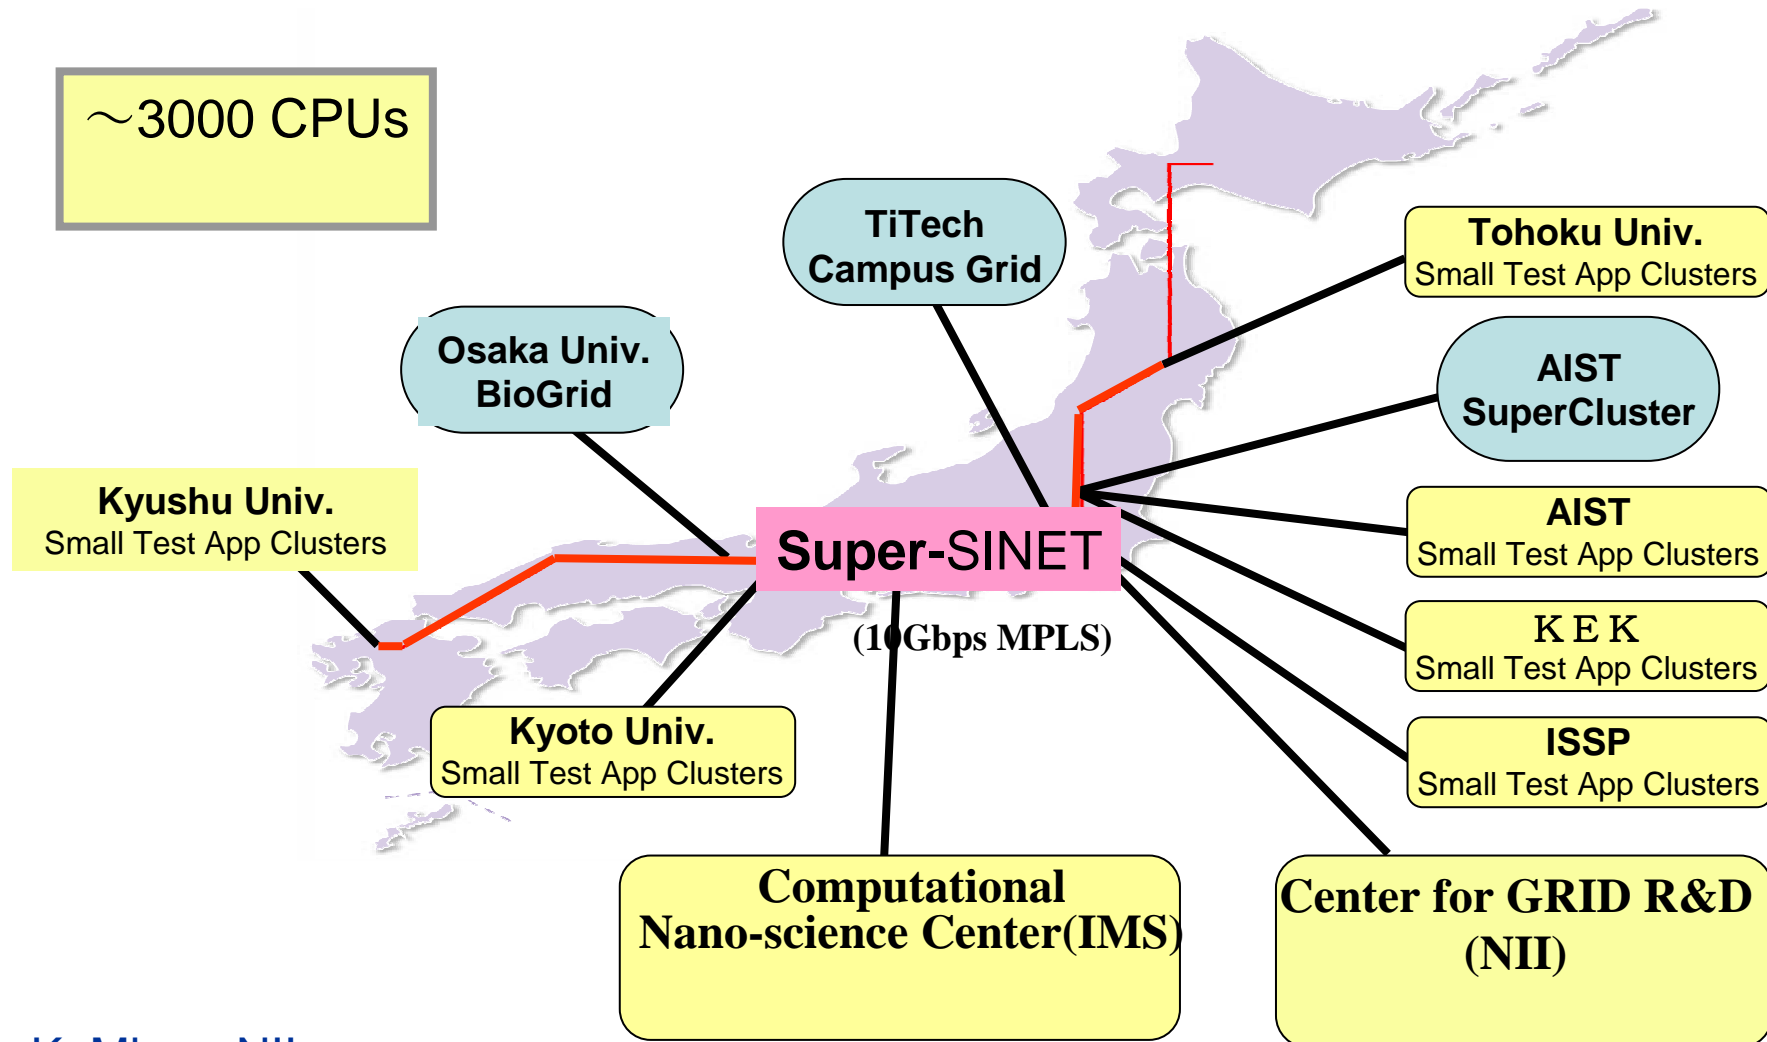 ～3000 CPUs
TiTech
Campus Grid
Tohoku Univ.
Small Test App Clusters
Osaka Univ.
BioGrid
AIST
SuperCluster
Kyushu Univ.
Small Test App Clusters
AIST
Small Test App Clusters
Super-SINET
(10Gbps MPLS)
ＫＥＫ
Small Test App Clusters
Kyoto Univ.
Small Test App Clusters
ISSP
Small Test App Clusters
Computational
Nano-science Center(IMS)
Center for GRID R&D
(NII)